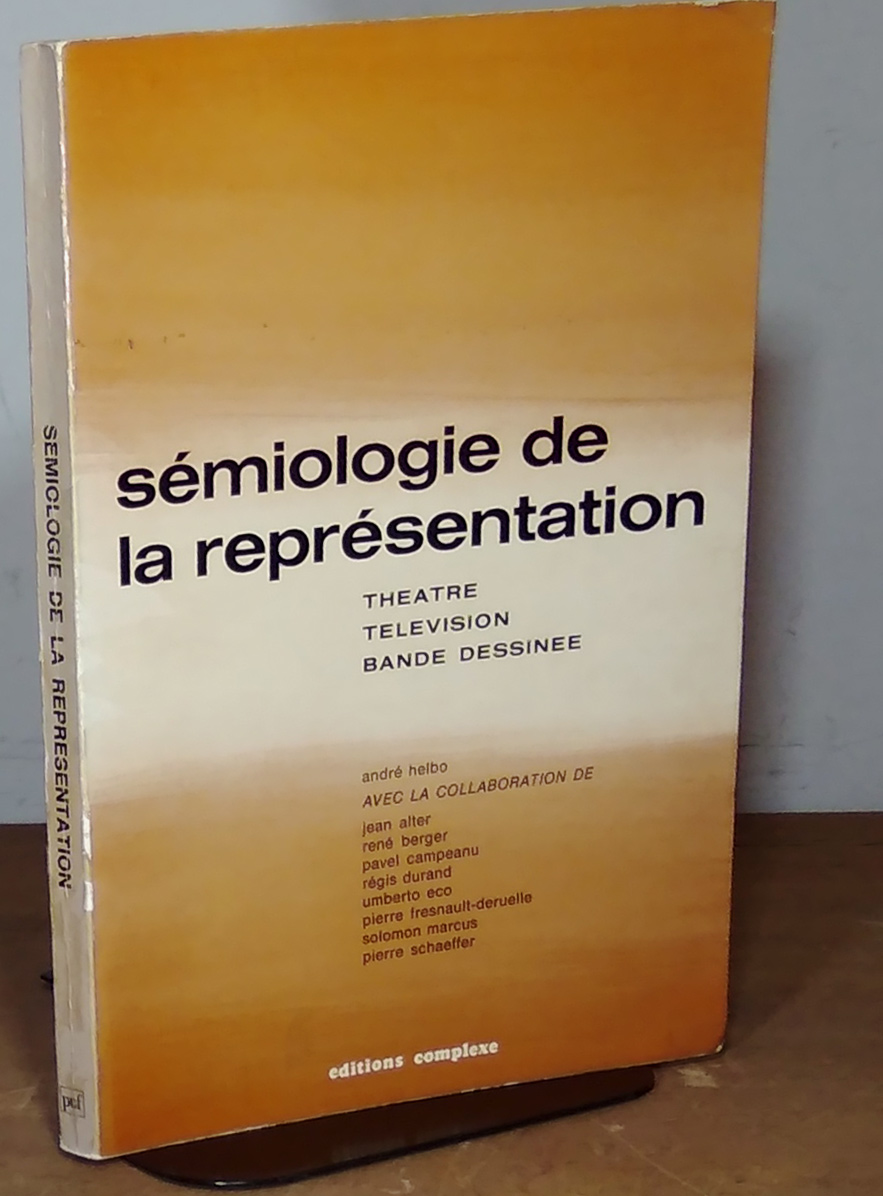 sémiologie de
la représentation
THEATRE
TELEVISION
BANDE DESSINEE
andré helbo
AVEC LA COLLABORATION DE
jean alter
rené berger
pavel campeanu
régis durand
umberto eco
pierre fresnault-deruelle
solomon marcus
pierre schaeffer
editions complexe
SEMIOLOGIE DE LA REPRESENTATION
puf